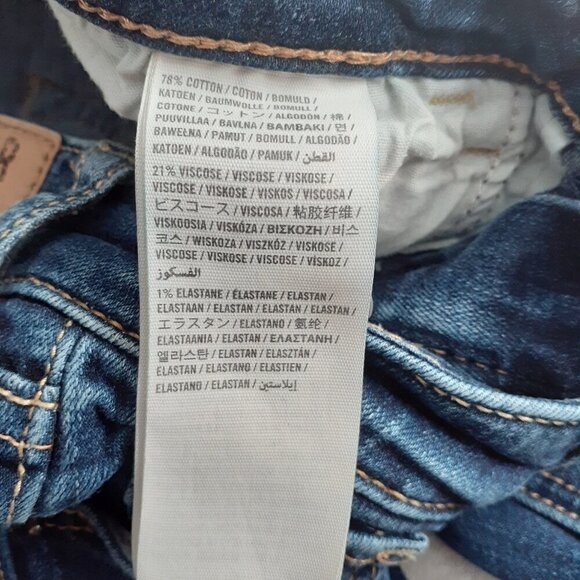 78% COTTON / COTON / BOMULD /
KATOEN / BAUMWOLLE / BOMULL /
COTONE / コットン / ALGODÓN / 棉 /
PUUVILLAA / BAVLNA / ΒΑΜΒΑΚΙ / 면 /
BAWEŁNA / PAMUT / BOMULL / ALGODÃO /
KATOEN / ALGODÃO / PAMUK / القطن
21% VISCOSE / VISCOSE / VISKOSE /
VISCOSE / VISKOSE / VISKOS / VISCOSA /
ビスコース / VISCOSA / 粘胶纤维 /
VISKOOSIA / VISKÓZA / ΒΙΣΚΟΖΗ / 비스
코스 / WISKOZA / VISZKÓZ / VISKOSE /
VISCOSE / VISKOSE / VISCOSE / VİSKOZ /
الفسكوز
1% ELASTANE / ÉLASTANE / ELASTAN /
ELASTAAN / ELASTAN / ELASTAN / ELASTAN /
エラスタン / ELASTANO / 氨纶 /
ELASTAANIA / ELASTAN / ΕΛΑΣΤΑΝΗ /
엘라스탄 / ELASTAN / ELASZTÁN /
ELASTAN / ELASTANO / ELASTIEN /
ELASTANO / ELASTAN / إيلاستين